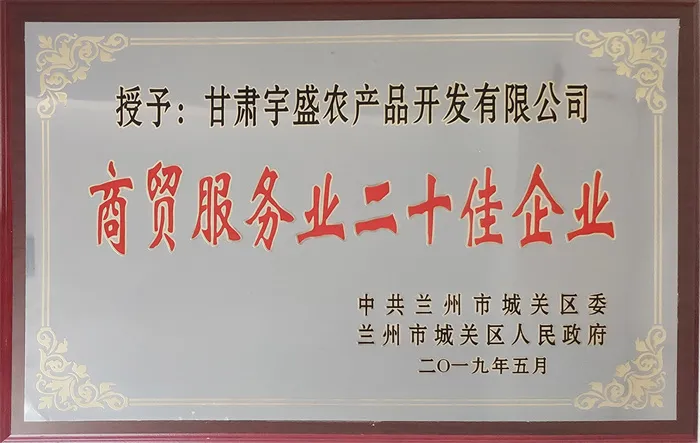 授予：甘肃宇盛农产品开发有限公司
商贸服务业二十佳企业
中共兰州市城关区委
兰州市城关区人民政府
二〇一九年五月